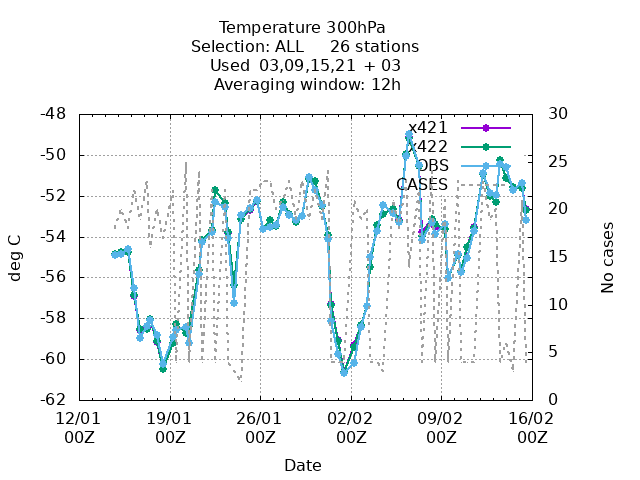 Temperature 300hPa
Selection: ALL 26 stations
Used 03,09,15,21 + 03
Averaging window: 12h
-48 30
x421
x422
-50 OBS 25
CASES
-52 20
-54 15
deg C No cases
-56 10
-58 5
-60
-62 0
12/01 19/01 26/01 02/02 09/02 16/02
00Z 00Z 00Z 00Z 00Z 00Z
Date